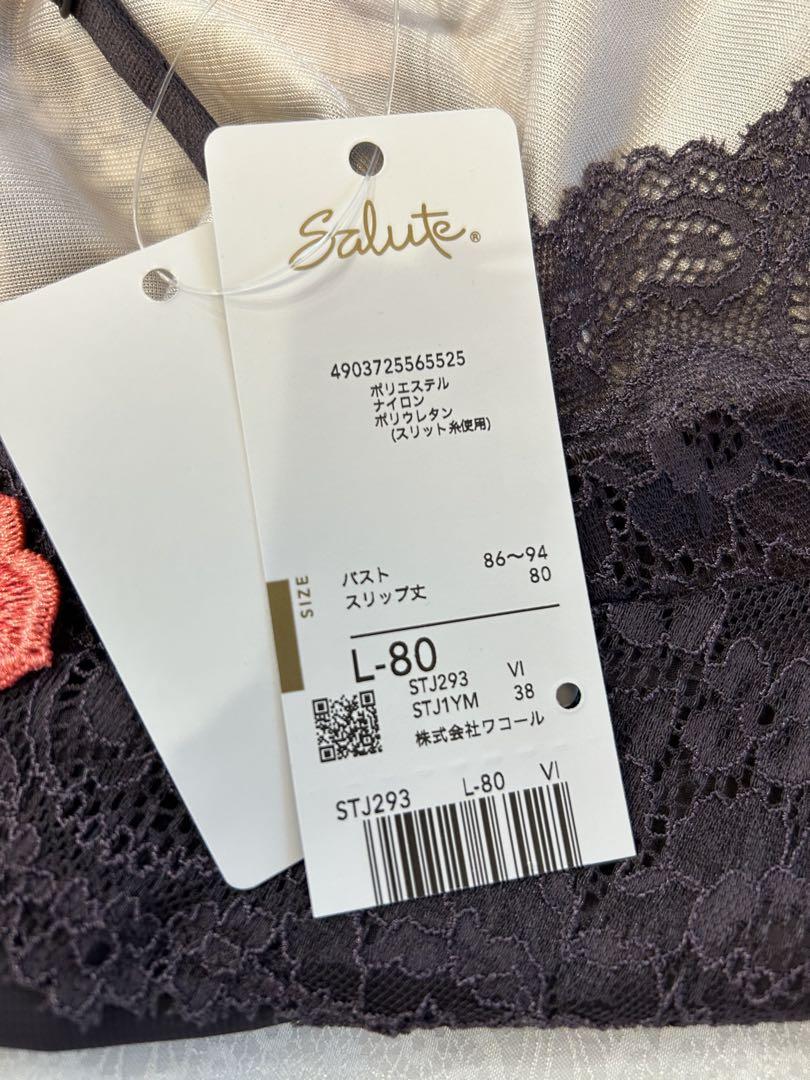 Salute®
4903725565525
ポリエステル
ナイロン
ポリウレタン
(スリット糸使用)
SIZE
バスト 86〜94
スリップ丈 80
L-80
STJ293 VI
STJ1YM 38
株式会社ワコール
STJ293 L-80 VI